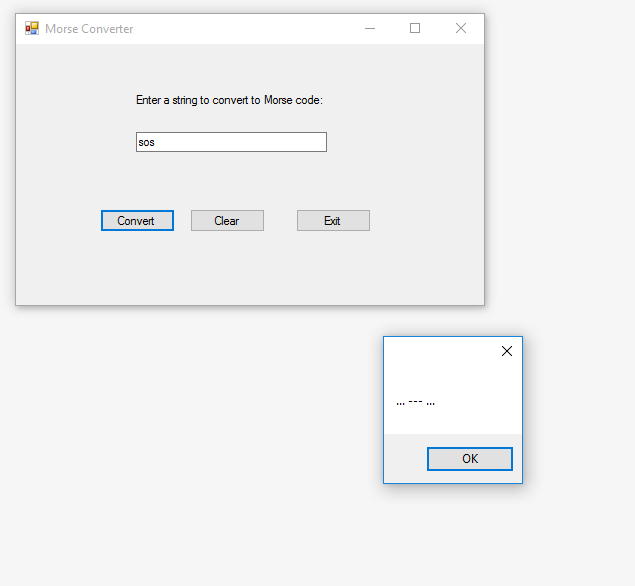 Morse Converter
Enter a string to convert to Morse code:
sos
Convert Clear Exit
... --- ...
OK